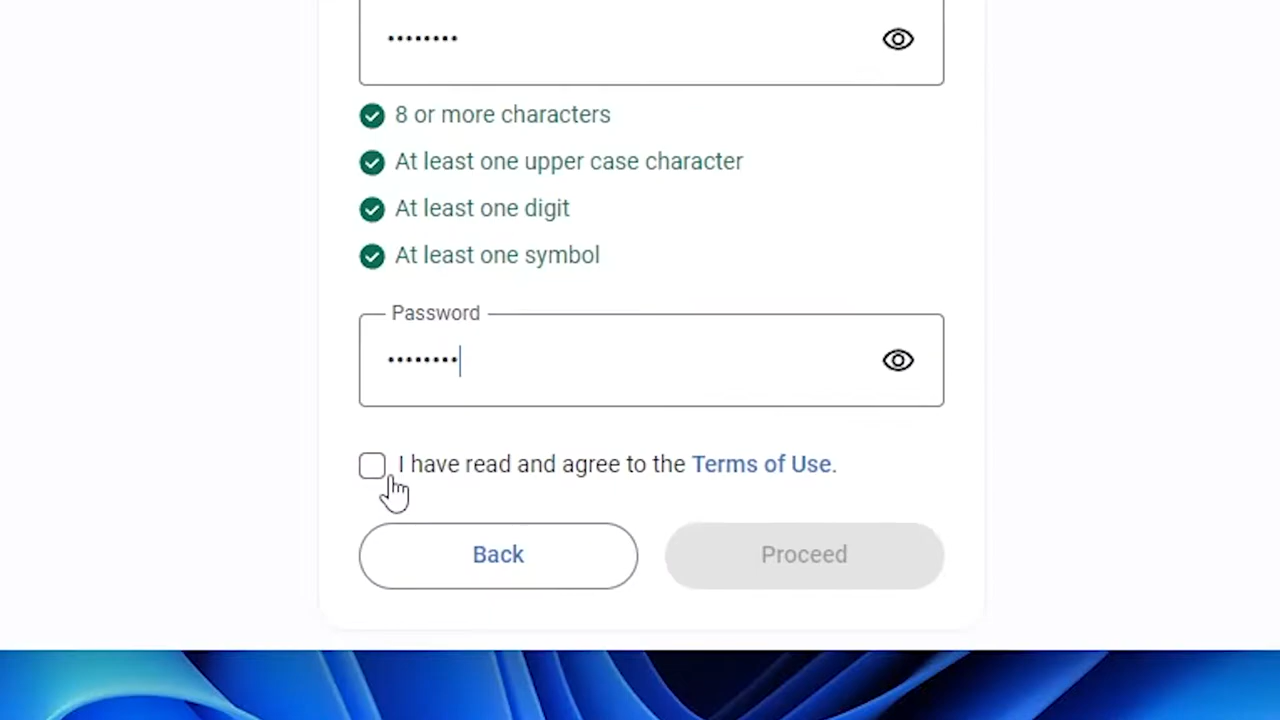 ••••••••
8 or more characters
At least one upper case character
At least one digit
At least one symbol
Password
••••••••
I have read and agree to the Terms of Use.
Back
Proceed